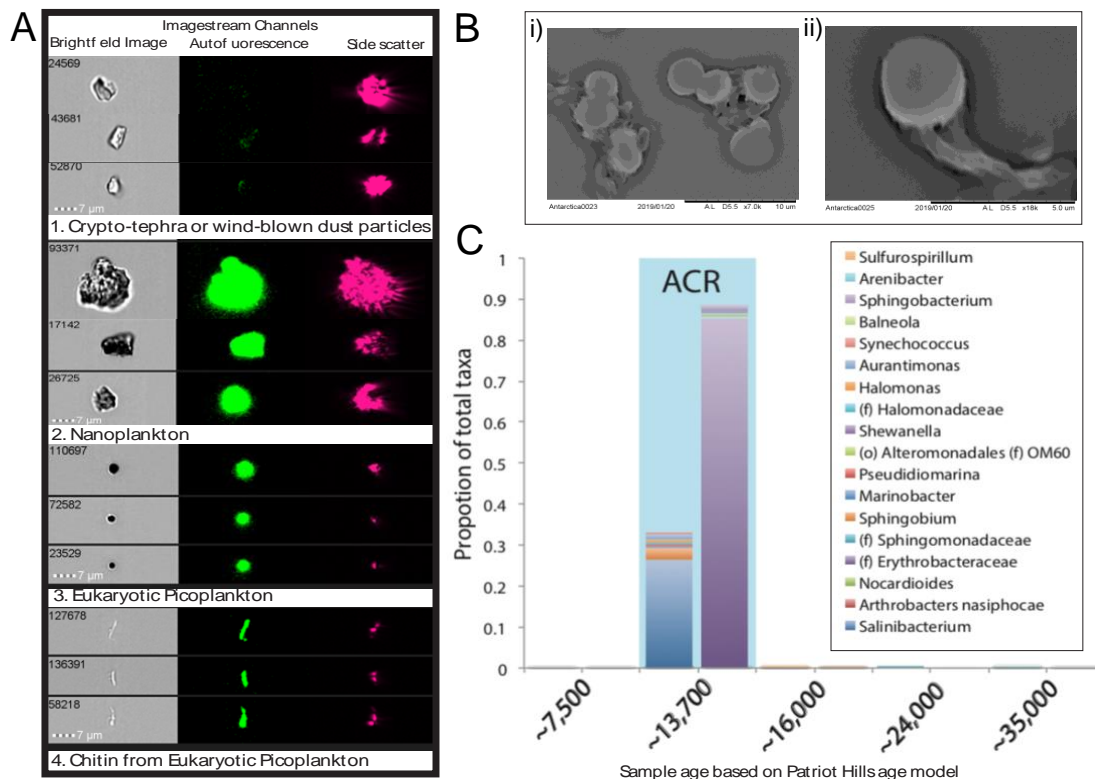 A
Imagestream Channels
Brightf eld Image Autof uorescence Side scatter
24569
43681
52870
7 µm
1. Crypto-tephra or wind-blown dust particles
93371
17142
26725
7 µm
2. Nanoplankton
110697
72582
23529
7 µm
3. Eukaryotic Picoplankton
127678
136391
58218
7 µm
4. Chitin from Eukaryotic Picoplankton
B
i)
Antarctica0023 2019/01/20 A.L D5.5 x7.0k 10 um
ii)
Antarctica0025 2019/01/20 A.L D5.5 x18k 5.0 um
C
Propotion of total taxa
1
0.9
0.8
0.7
0.6
0.5
0.4
0.3
0.2
0.1
0
ACR
Sulfurospirillum
Arenibacter
Sphingobacterium
Balneola
Synechococcus
Aurantimonas
Halomonas
(f) Halomonadaceae
Shewanella
(o) Alteromonadales (f) OM60
Pseudidiomarina
Marinobacter
Sphingobium
(f) Sphingomonadaceae
(f) Erythrobacteraceae
Nocardioides
Arthrobacters nasiphocae
Salinibacterium
~7,500
~13,700
~16,000
~24,000
~35,000
Sample age based on Patriot Hills age model